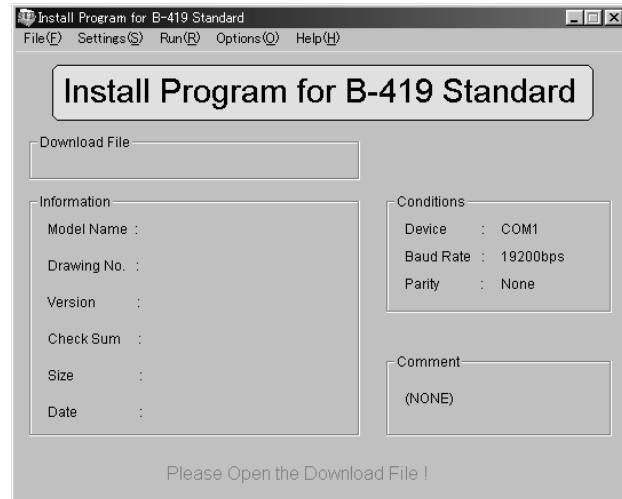 Install Program for B-419 Standard
File(F) Settings(S) Run(R) Options(O) Help(H)
Install Program for B-419 Standard
Download File
Information
Model Name :
Drawing No. :
Version :
Check Sum :
Size :
Date :
Conditions
Device : COM1
Baud Rate : 19200bps
Parity : None
Comment
(NONE)
Please Open the Download File !